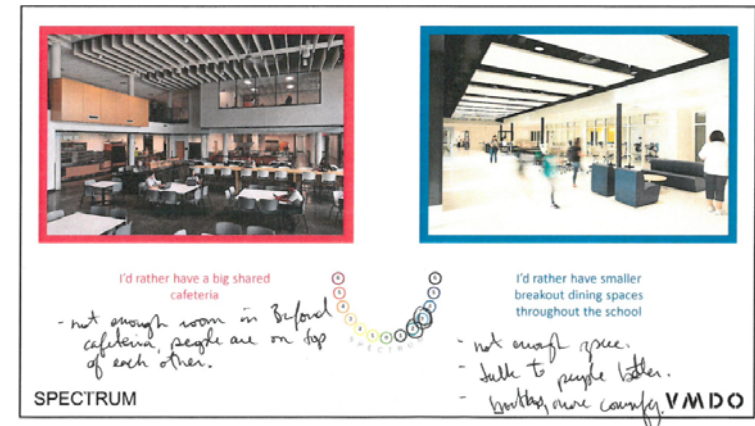 I'd rather have a big shared
cafeteria
I'd rather have smaller
breakout dining spaces
throughout the school
- not enough room in Buford
cafeteria, people are on top
of each other.
SPECTRUM
- not enough space.
- talk to people better.
- more comfy.
SPECTRUM
VMDO